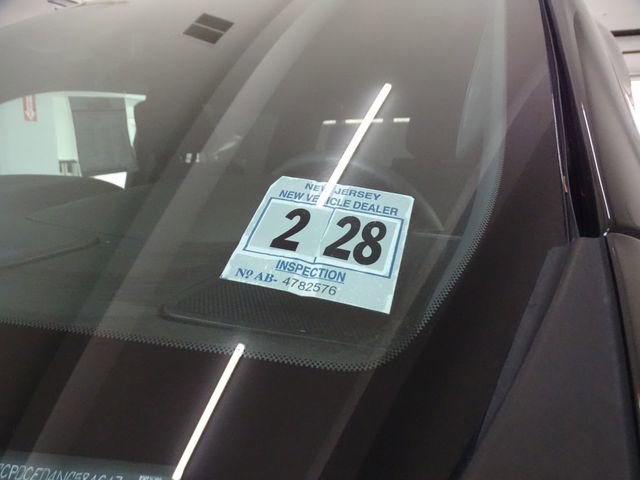 NEW JERSEY
NEW VEHICLE DEALER
2 28
INSPECTION
Nº AB- 4782576